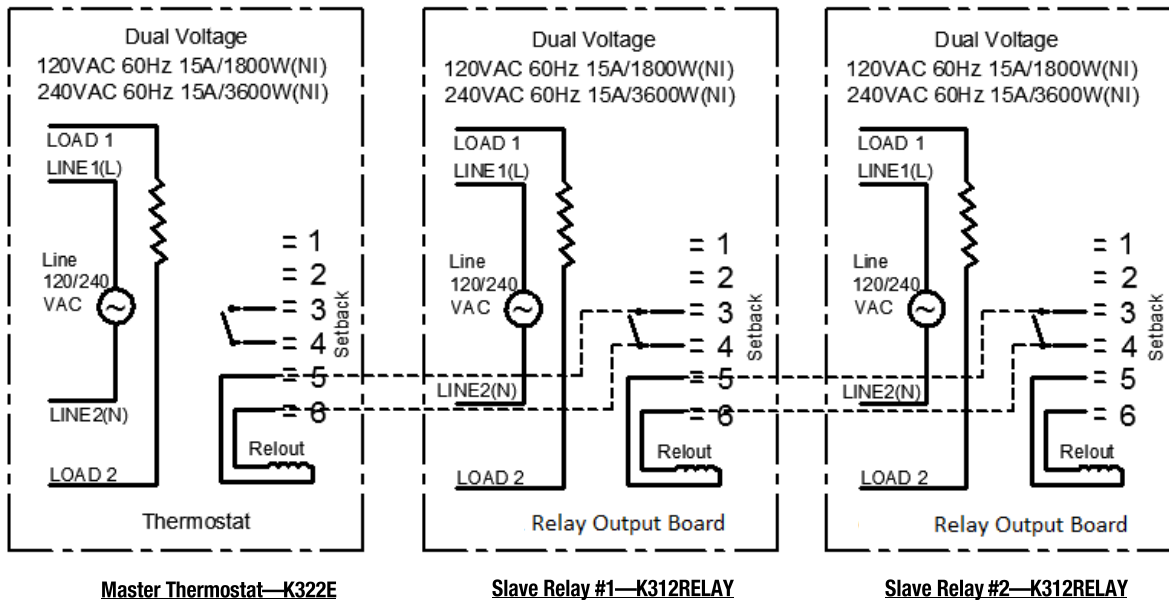 Dual Voltage
120VAC 60Hz 15A/1800W(NI)
240VAC 60Hz 15A/3600W(NI)
LOAD 1
LINE1(L)
Line
120/240
VAC
~
LINE2(N)
LOAD 2
= 1
= 2
= 3
= 4
= 5
= 6
Setback
Relout
Thermostat
Master Thermostat—K322E
Dual Voltage
120VAC 60Hz 15A/1800W(NI)
240VAC 60Hz 15A/3600W(NI)
LOAD 1
LINE1(L)
Line
120/240
VAC
~
LINE2(N)
LOAD 2
= 1
= 2
= 3
= 4
= 5
= 6
Setback
Relout
Relay Output Board
Slave Relay #1—K312RELAY
Dual Voltage
120VAC 60Hz 15A/1800W(NI)
240VAC 60Hz 15A/3600W(NI)
LOAD 1
LINE1(L)
Line
120/240
VAC
~
LINE2(N)
LOAD 2
= 1
= 2
= 3
= 4
= 5
= 6
Setback
Relout
Relay Output Board
Slave Relay #2—K312RELAY